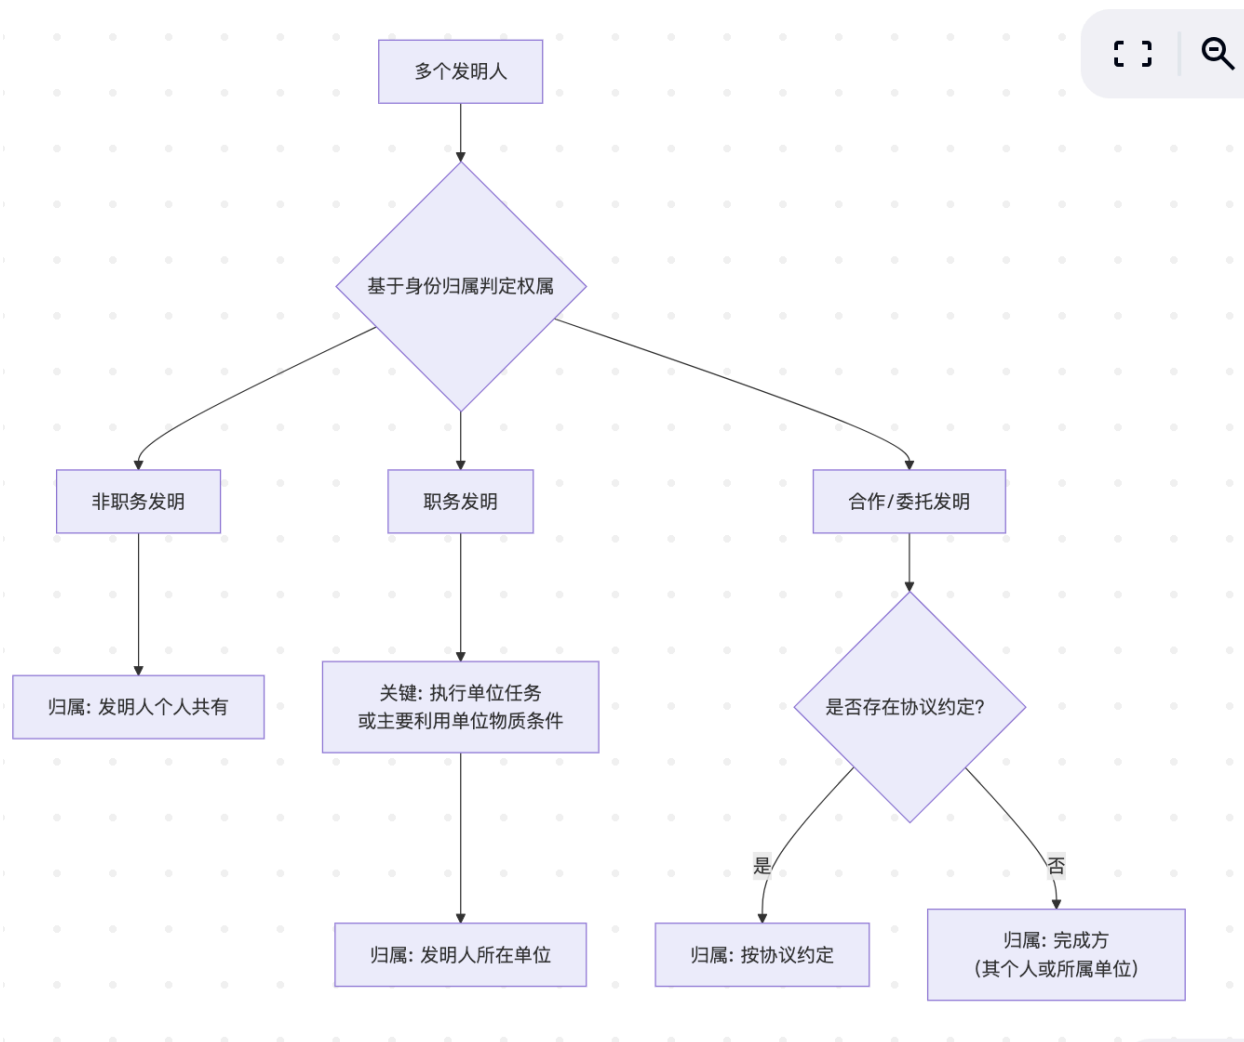 多个发明人
基于身份归属判定权属
非职务发明
职务发明
合作/委托发明
归属: 发明人个人共有
关键: 执行单位任务
或主要利用单位物质条件
是否存在协议约定?
是
否
归属: 发明人所在单位
归属: 按协议约定
归属: 完成方
(其个人或所属单位)